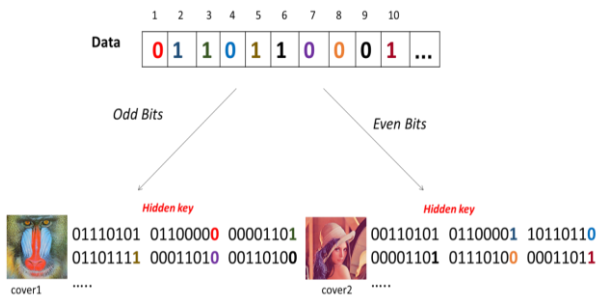 1 2 3 4 5 6 7 8 9 10
Data 0 1 1 0 1 1 0 0 0 1 ...
Odd Bits
Even Bits
Hidden key
01110101 01100000 00001101
01101111 00011010 00110100
.....
cover1
Hidden key
00110101 01100001 10110110
00001101 01110100 00011011
.....
cover2